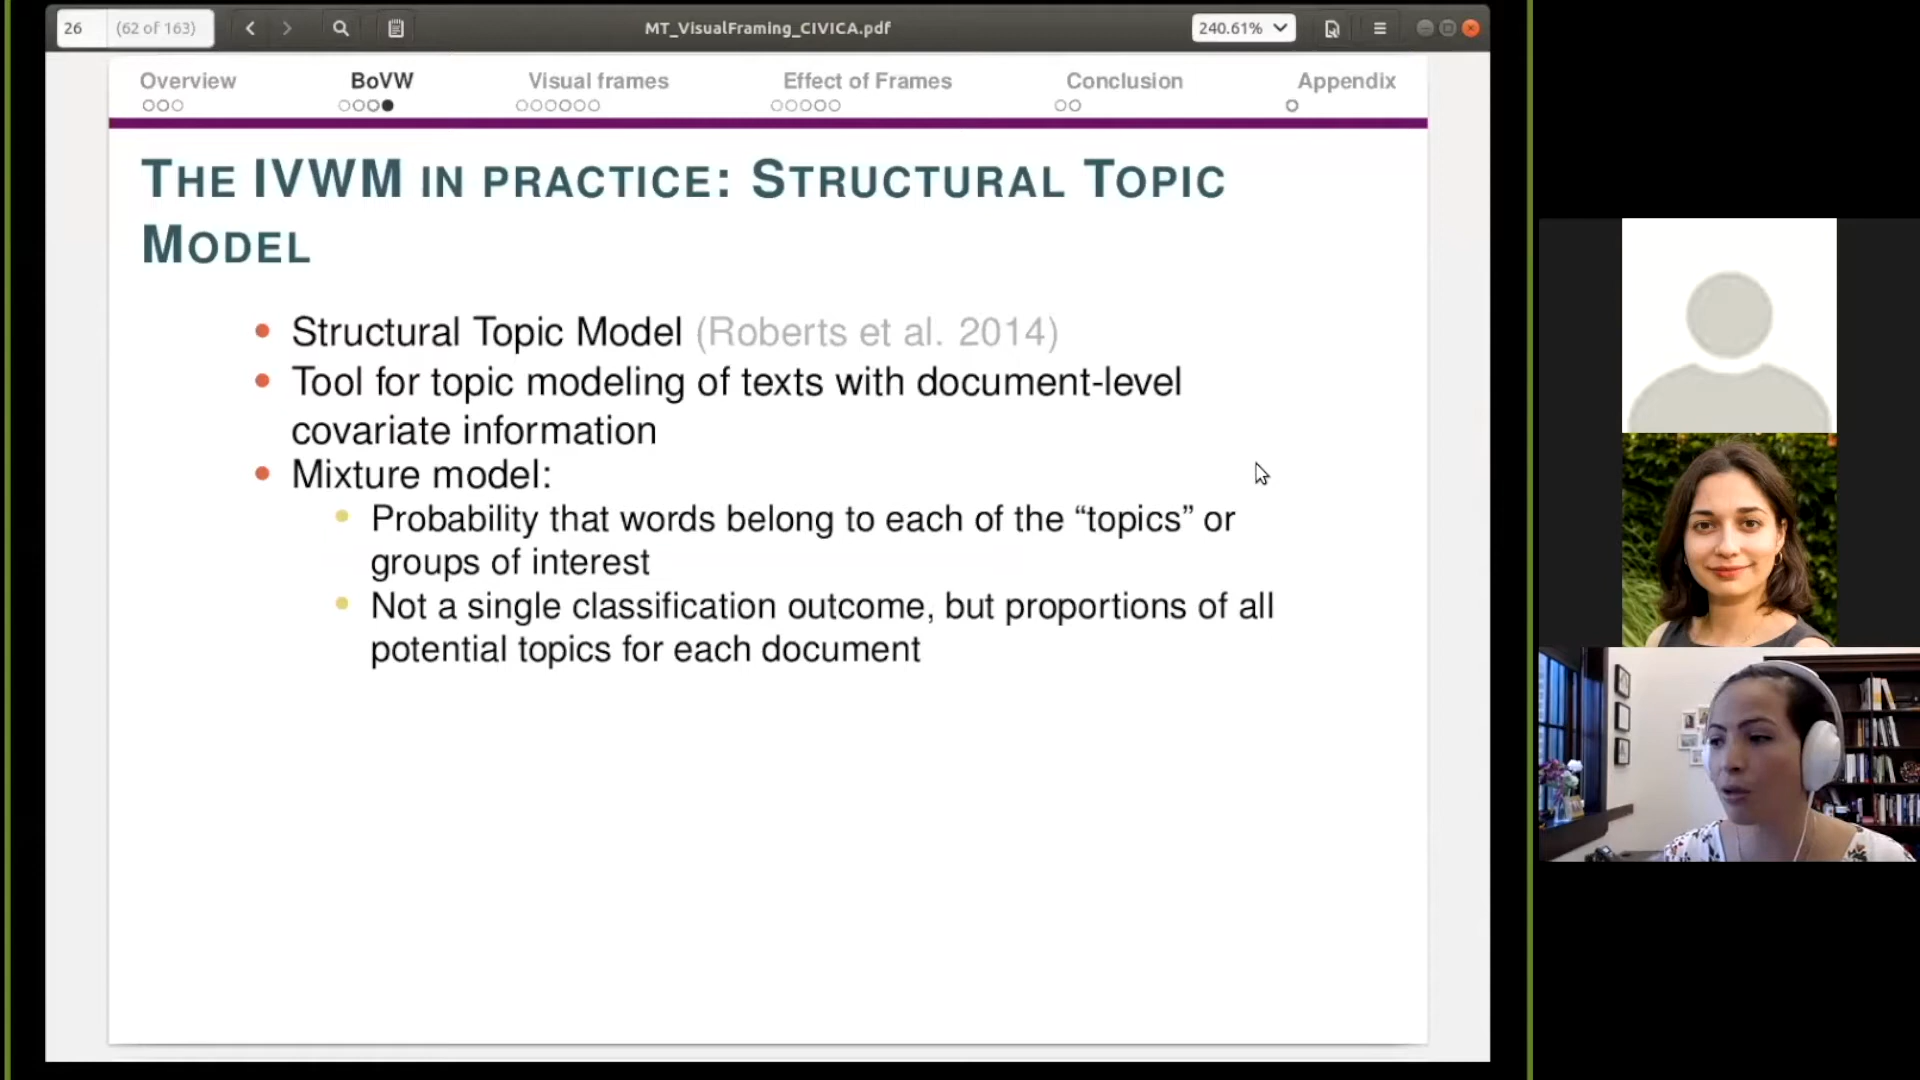 26 (62 of 163) MT_VisualFraming_CIVICA.pdf 240.61%
Overview BoVW Visual frames Effect of Frames Conclusion Appendix
THE IVWM IN PRACTICE: STRUCTURAL TOPIC
MODEL
Structural Topic Model (Roberts et al. 2014)
Tool for topic modeling of texts with document-level
covariate information
Mixture model:
Probability that words belong to each of the “topics” or
groups of interest
Not a single classification outcome, but proportions of all
potential topics for each document